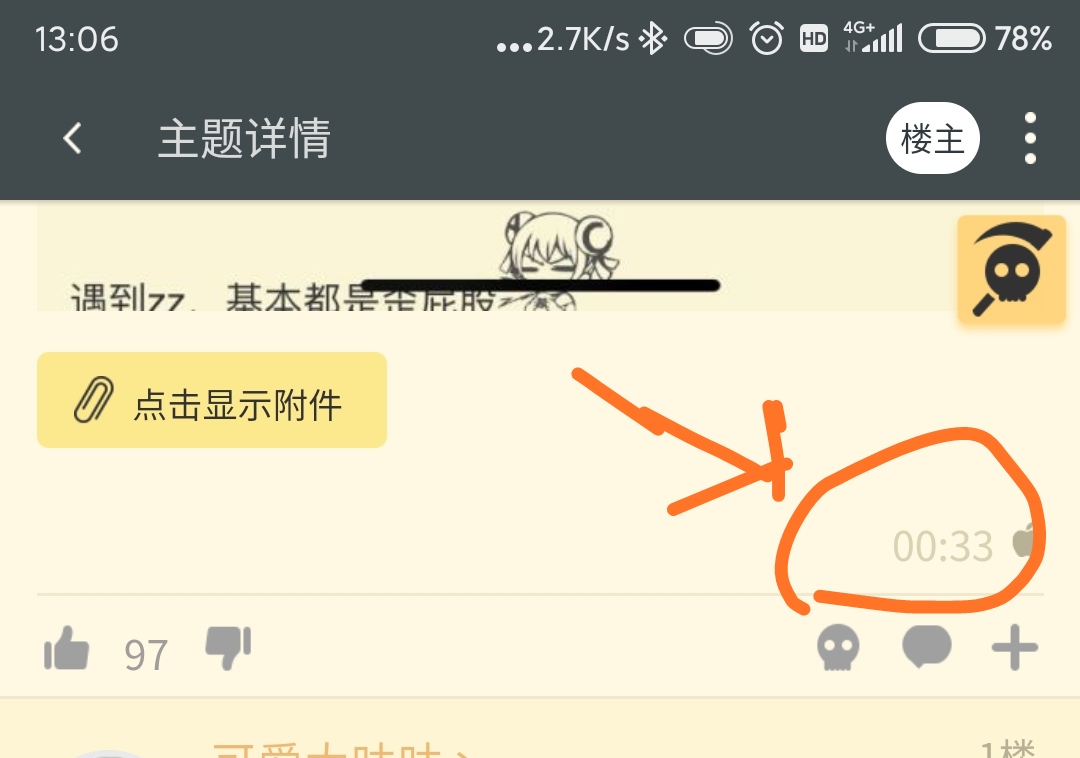 13:06 ...2.7K/s HD 4G+ 78%
主题详情 楼主
遇到zz，基本都是歪屁股
点击显示附件
00:33
97
可爱大哇哇 >
1楼